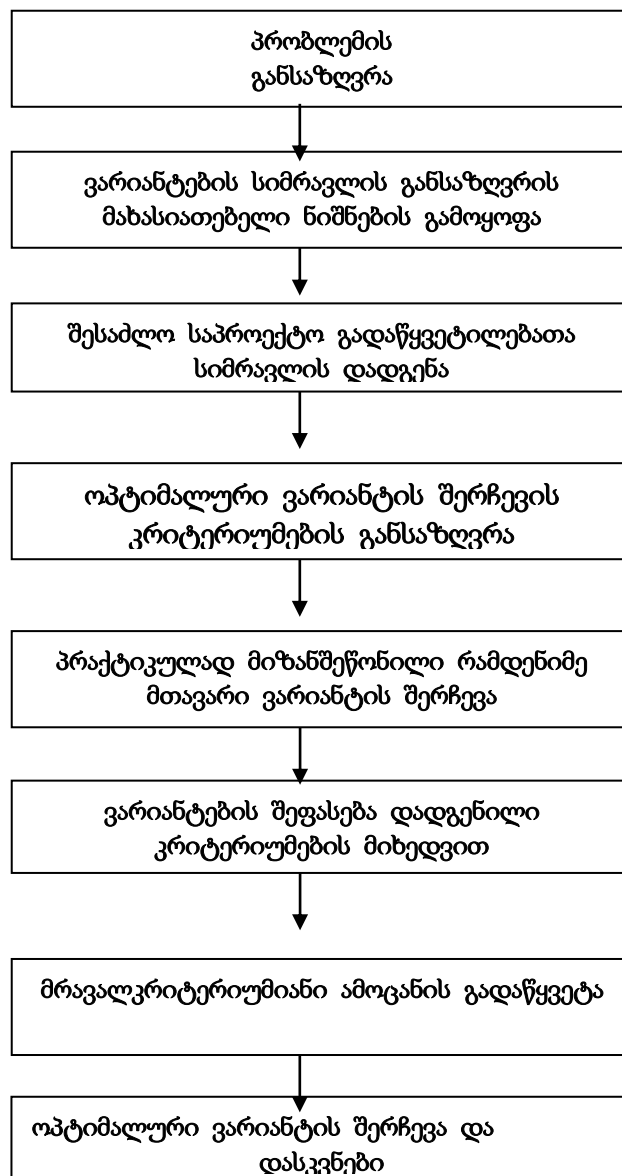 პრობლემის
განსაზღვრა
ვარიანტების სიმრავლის განსაზღვრის
მახასიათებელი ნიშნების გამოყოფა
შესაძლო საპროექტო გადაწყვეტილებათა
სიმრავლის დადგენა
ოპტიმალური ვარიანტის შერჩევის
კრიტერიუმების განსაზღვრა
პრაქტიკულად მიზანშეწონილი რამდენიმე
მთავარი ვარიანტის შერჩევა
ვარიანტების შეფასება დადგენილი
კრიტერიუმების მიხედვით
მრავალკრიტერიუმიანი ამოცანის გადაწყვეტა
ოპტიმალური ვარიანტის შერჩევა და
დასკვნები